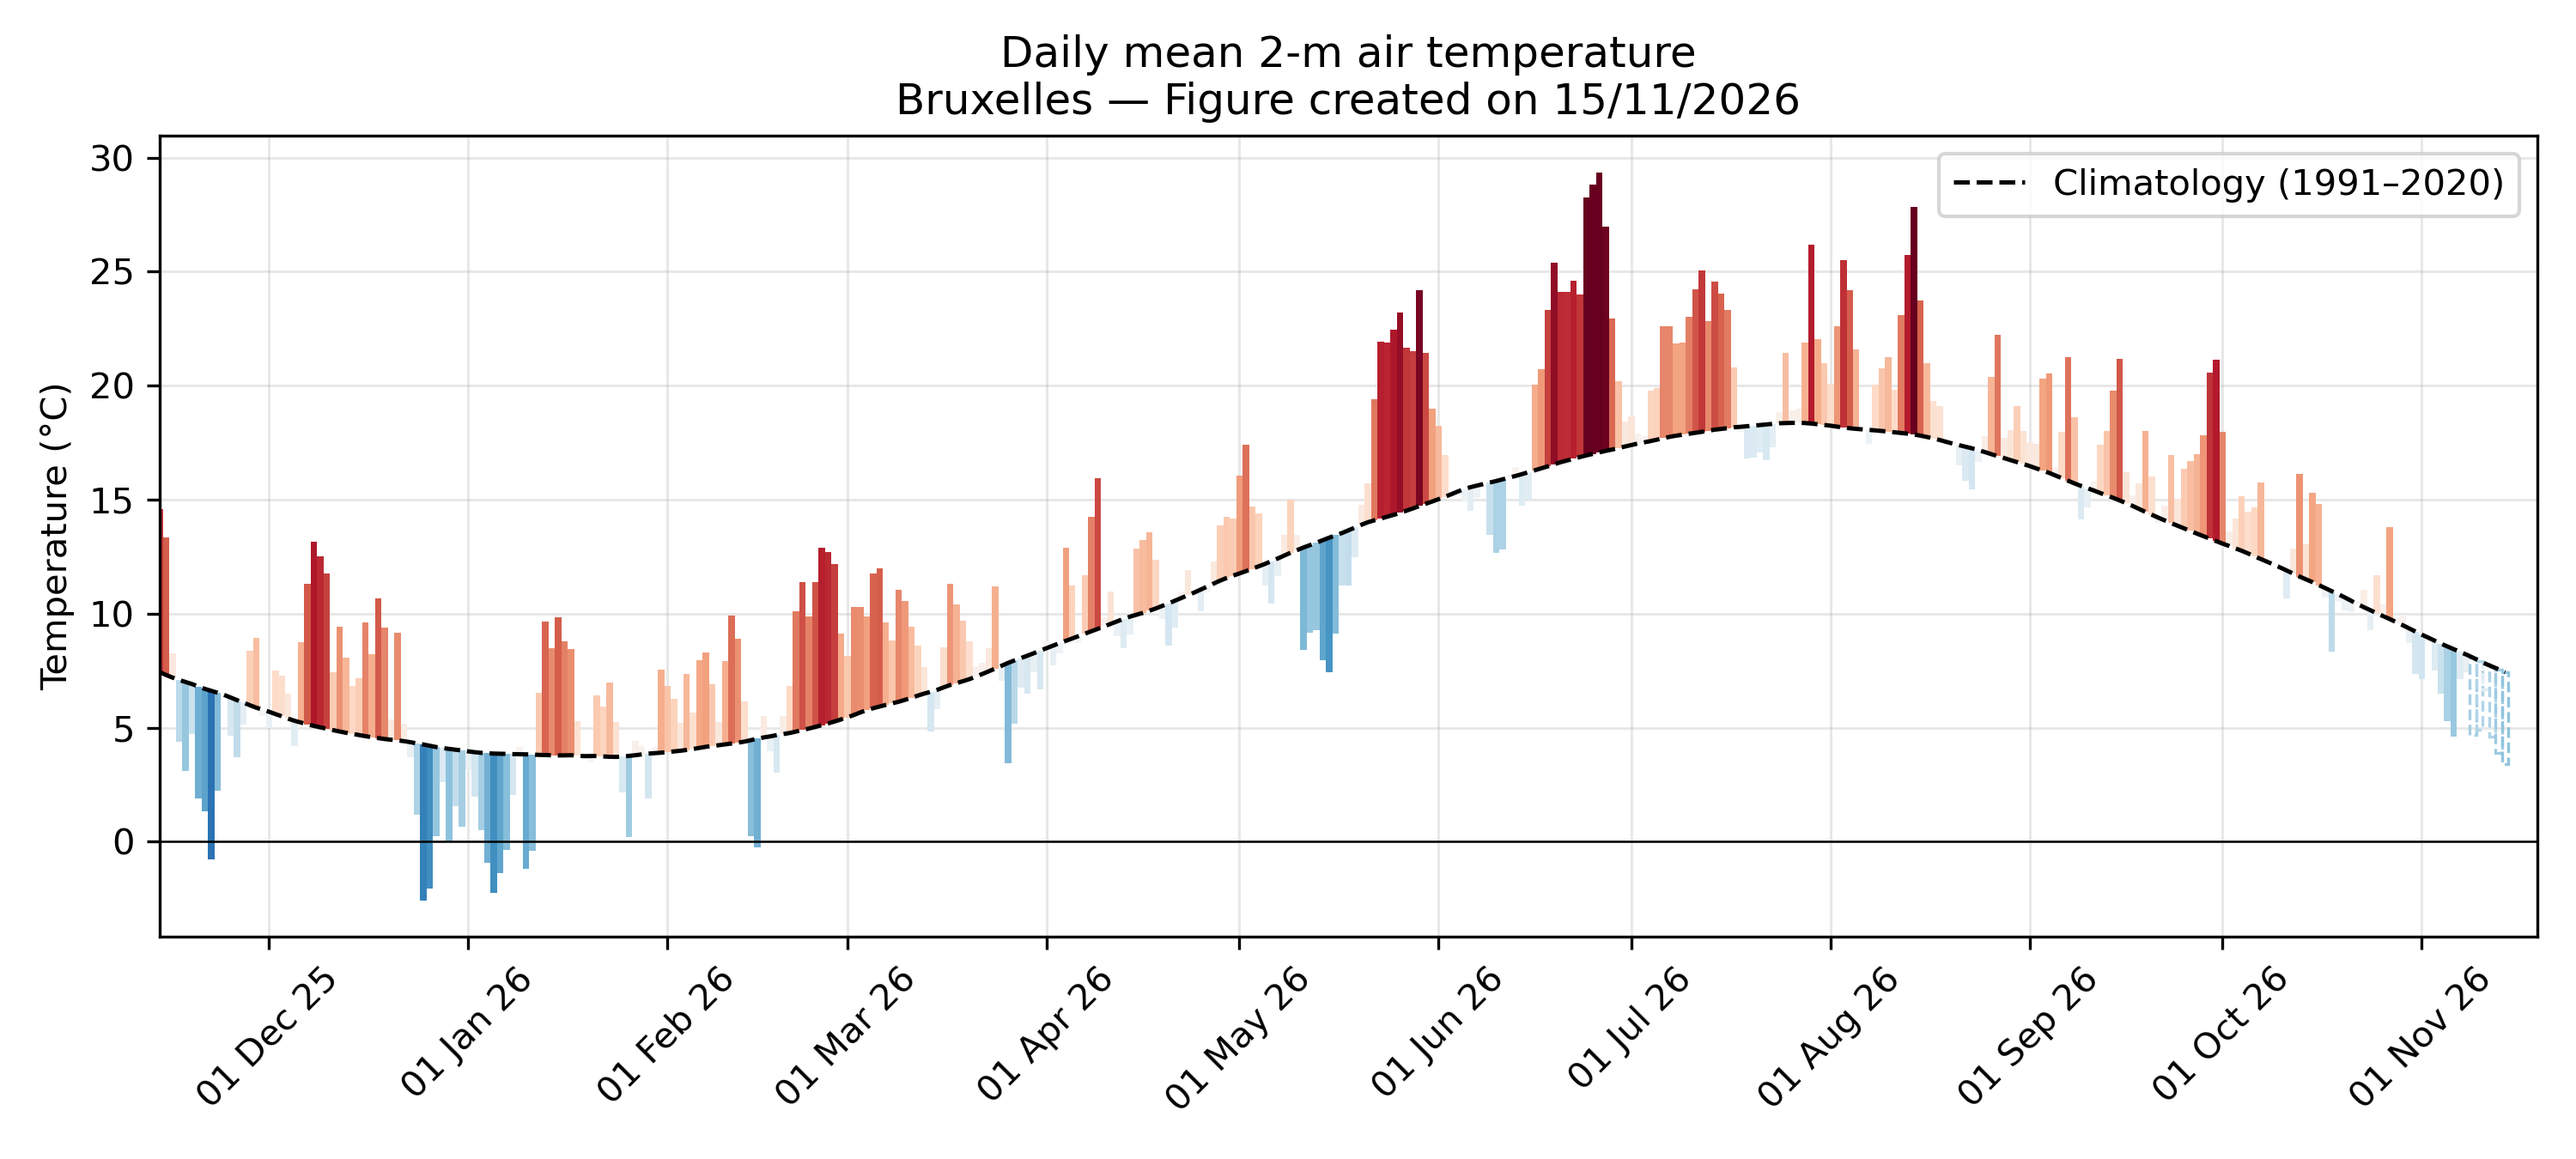 Daily mean 2-m air temperature
Bruxelles — Figure created on 15/11/2026
Climatology (1991–2020)
Temperature (°C)
30
25
20
15
10
5
0
01 Dec 25
01 Jan 26
01 Feb 26
01 Mar 26
01 Apr 26
01 May 26
01 Jun 26
01 Jul 26
01 Aug 26
01 Sep 26
01 Oct 26
01 Nov 26